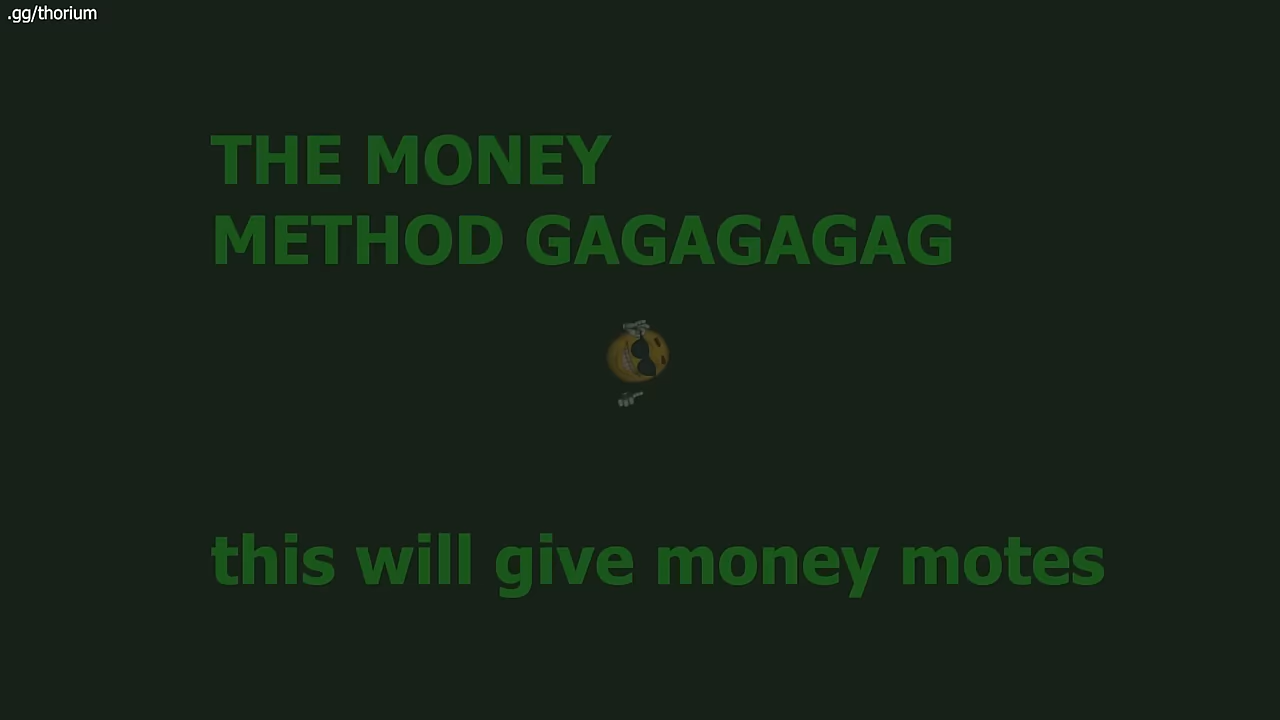 .gg/thorium
THE MONEY
METHOD GAGAGAGAG
this will give money motes